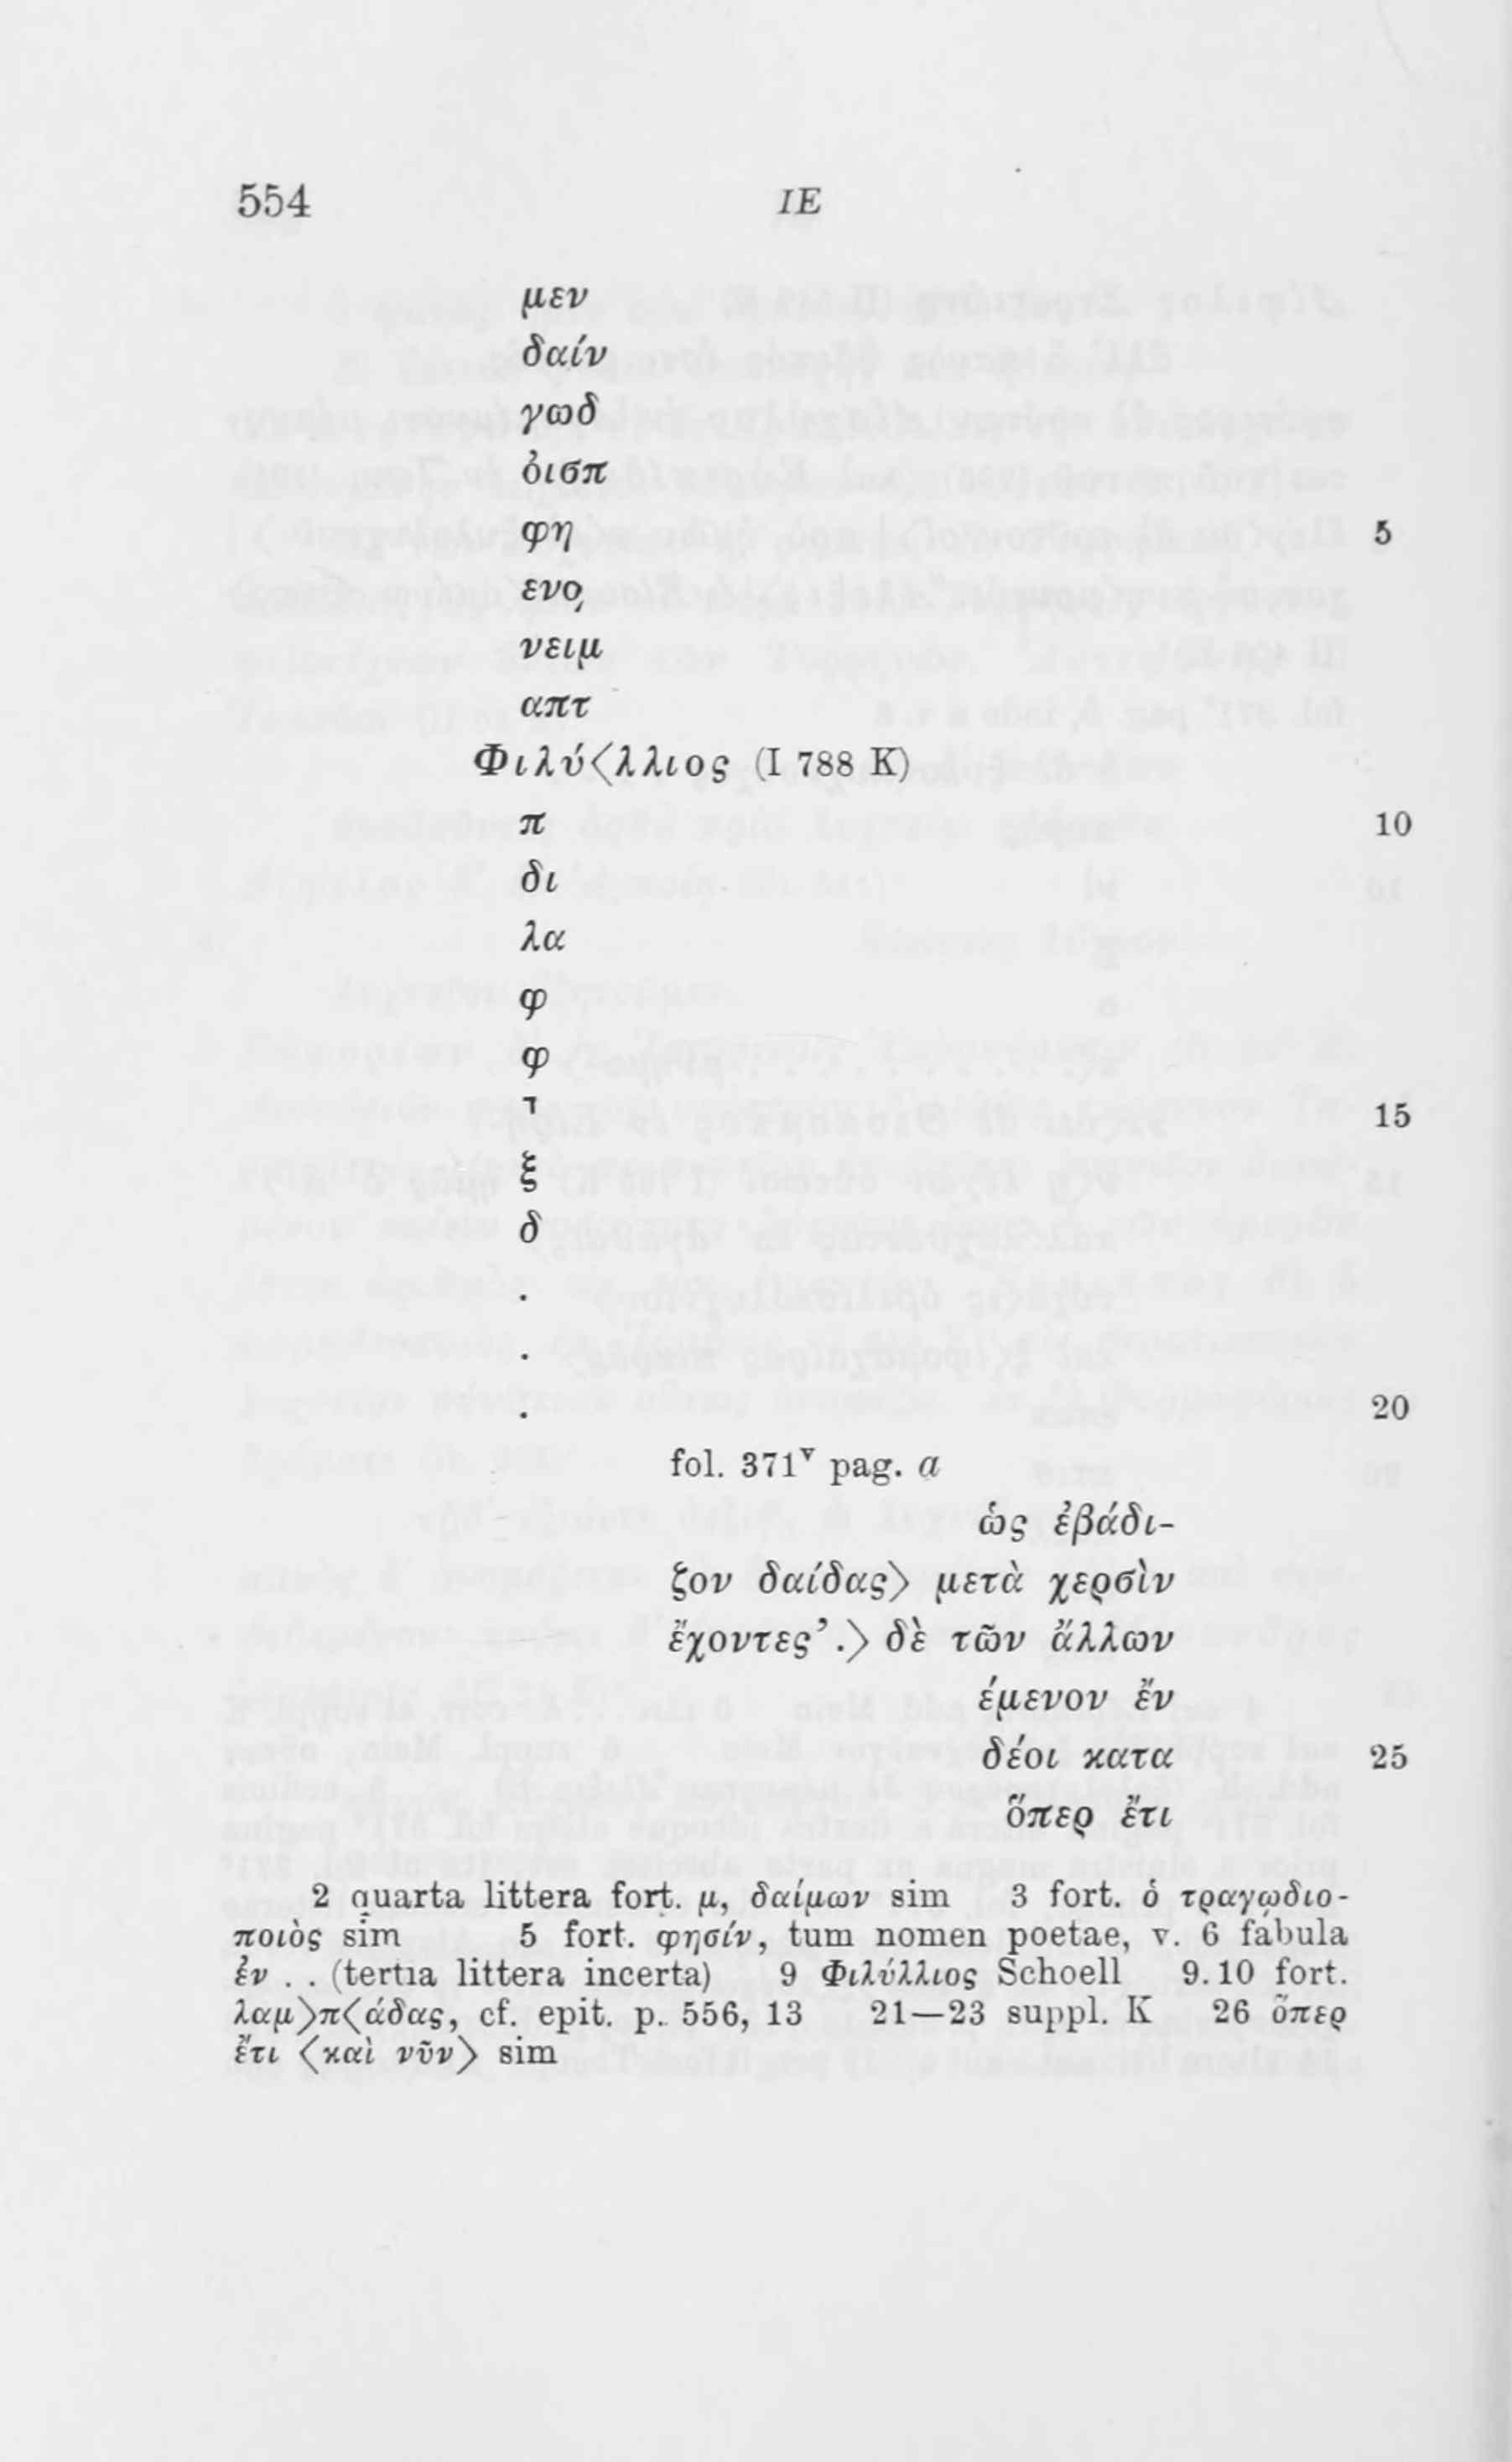 554 IE
μεν
δαίν
γωδ
ὀισπ
φη 5
ενο̣
νειμ
απτ
Φιλύ〈λλιος (I 788 K)
π 10
δι
λα
φ
φ
15
ξ
δ
.
.
. 20
fol. 371ᵛ pag. a
ὡς ἐβάδι-
ζον δαίδας〉 μετὰ χερσὶν
ἔχοντες’.〉 δὲ τῶν ἄλλων
έμενον ἔν
δέοι κατα 25
ὅπερ ἔτι
2 quarta littera fort. μ, δαίμων sim 3 fort. ὁ τραγῳδιο-
ποιὸς sim 5 fort. φησίν, tum nomen poetae, v. 6 fabula
ἐν . . (tertia littera incerta) 9 Φιλύλλιος Schoell 9.10 fort.
λαμ〉π〈άδας, cf. epit. p. 556, 13 21—23 suppl. K 26 ὅπερ
ἔτι 〈καὶ νῦν〉 sim